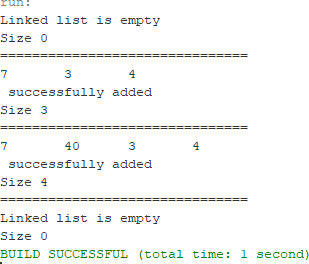 run:
Linked list is empty
Size 0
===============================
7 3 4
successfully added
Size 3
===============================
7 40 3 4
successfully added
Size 4
===============================
Linked list is empty
Size 0
BUILD SUCCESSFUL (total time: 1 second)